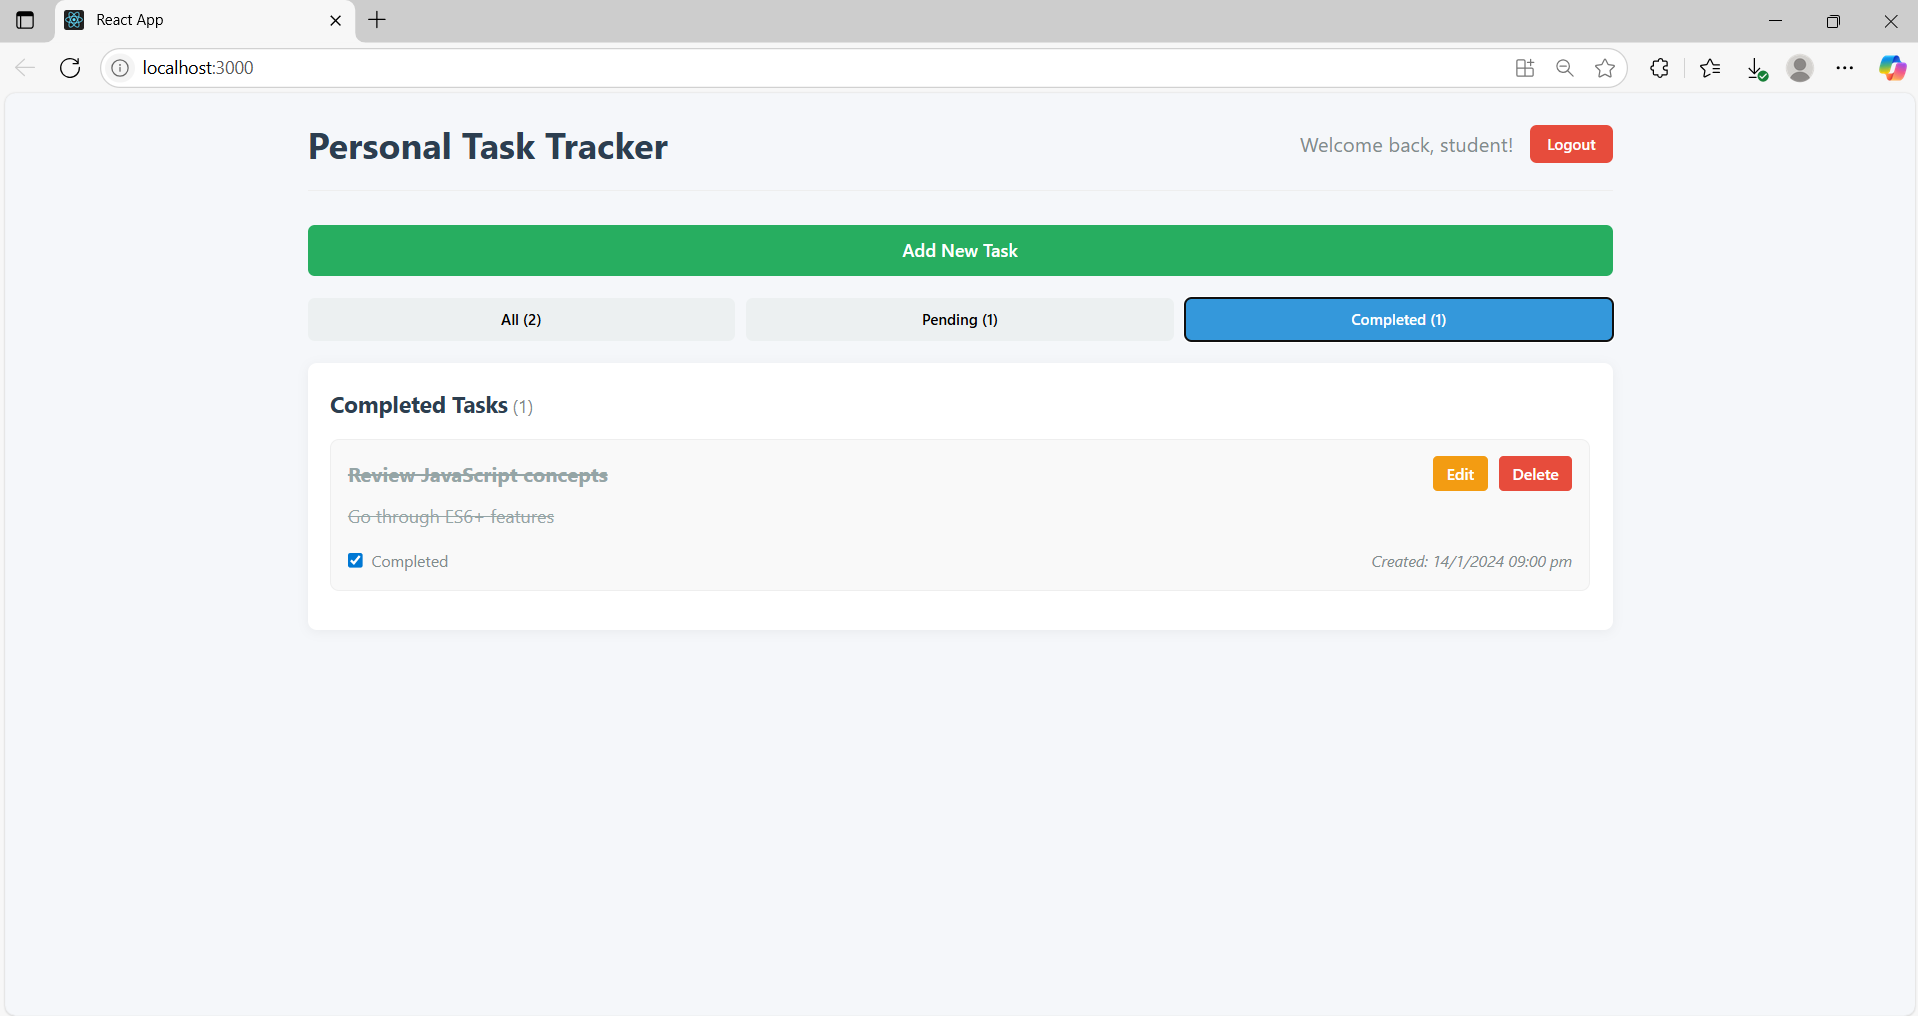 React App
localhost:3000
Personal Task Tracker
Welcome back, student!
Logout
Add New Task
All (2)
Pending (1)
Completed (1)
Completed Tasks (1)
Review JavaScript concepts
Edit
Delete
Go through ES6+ features
Completed
Created: 14/1/2024 09:00 pm